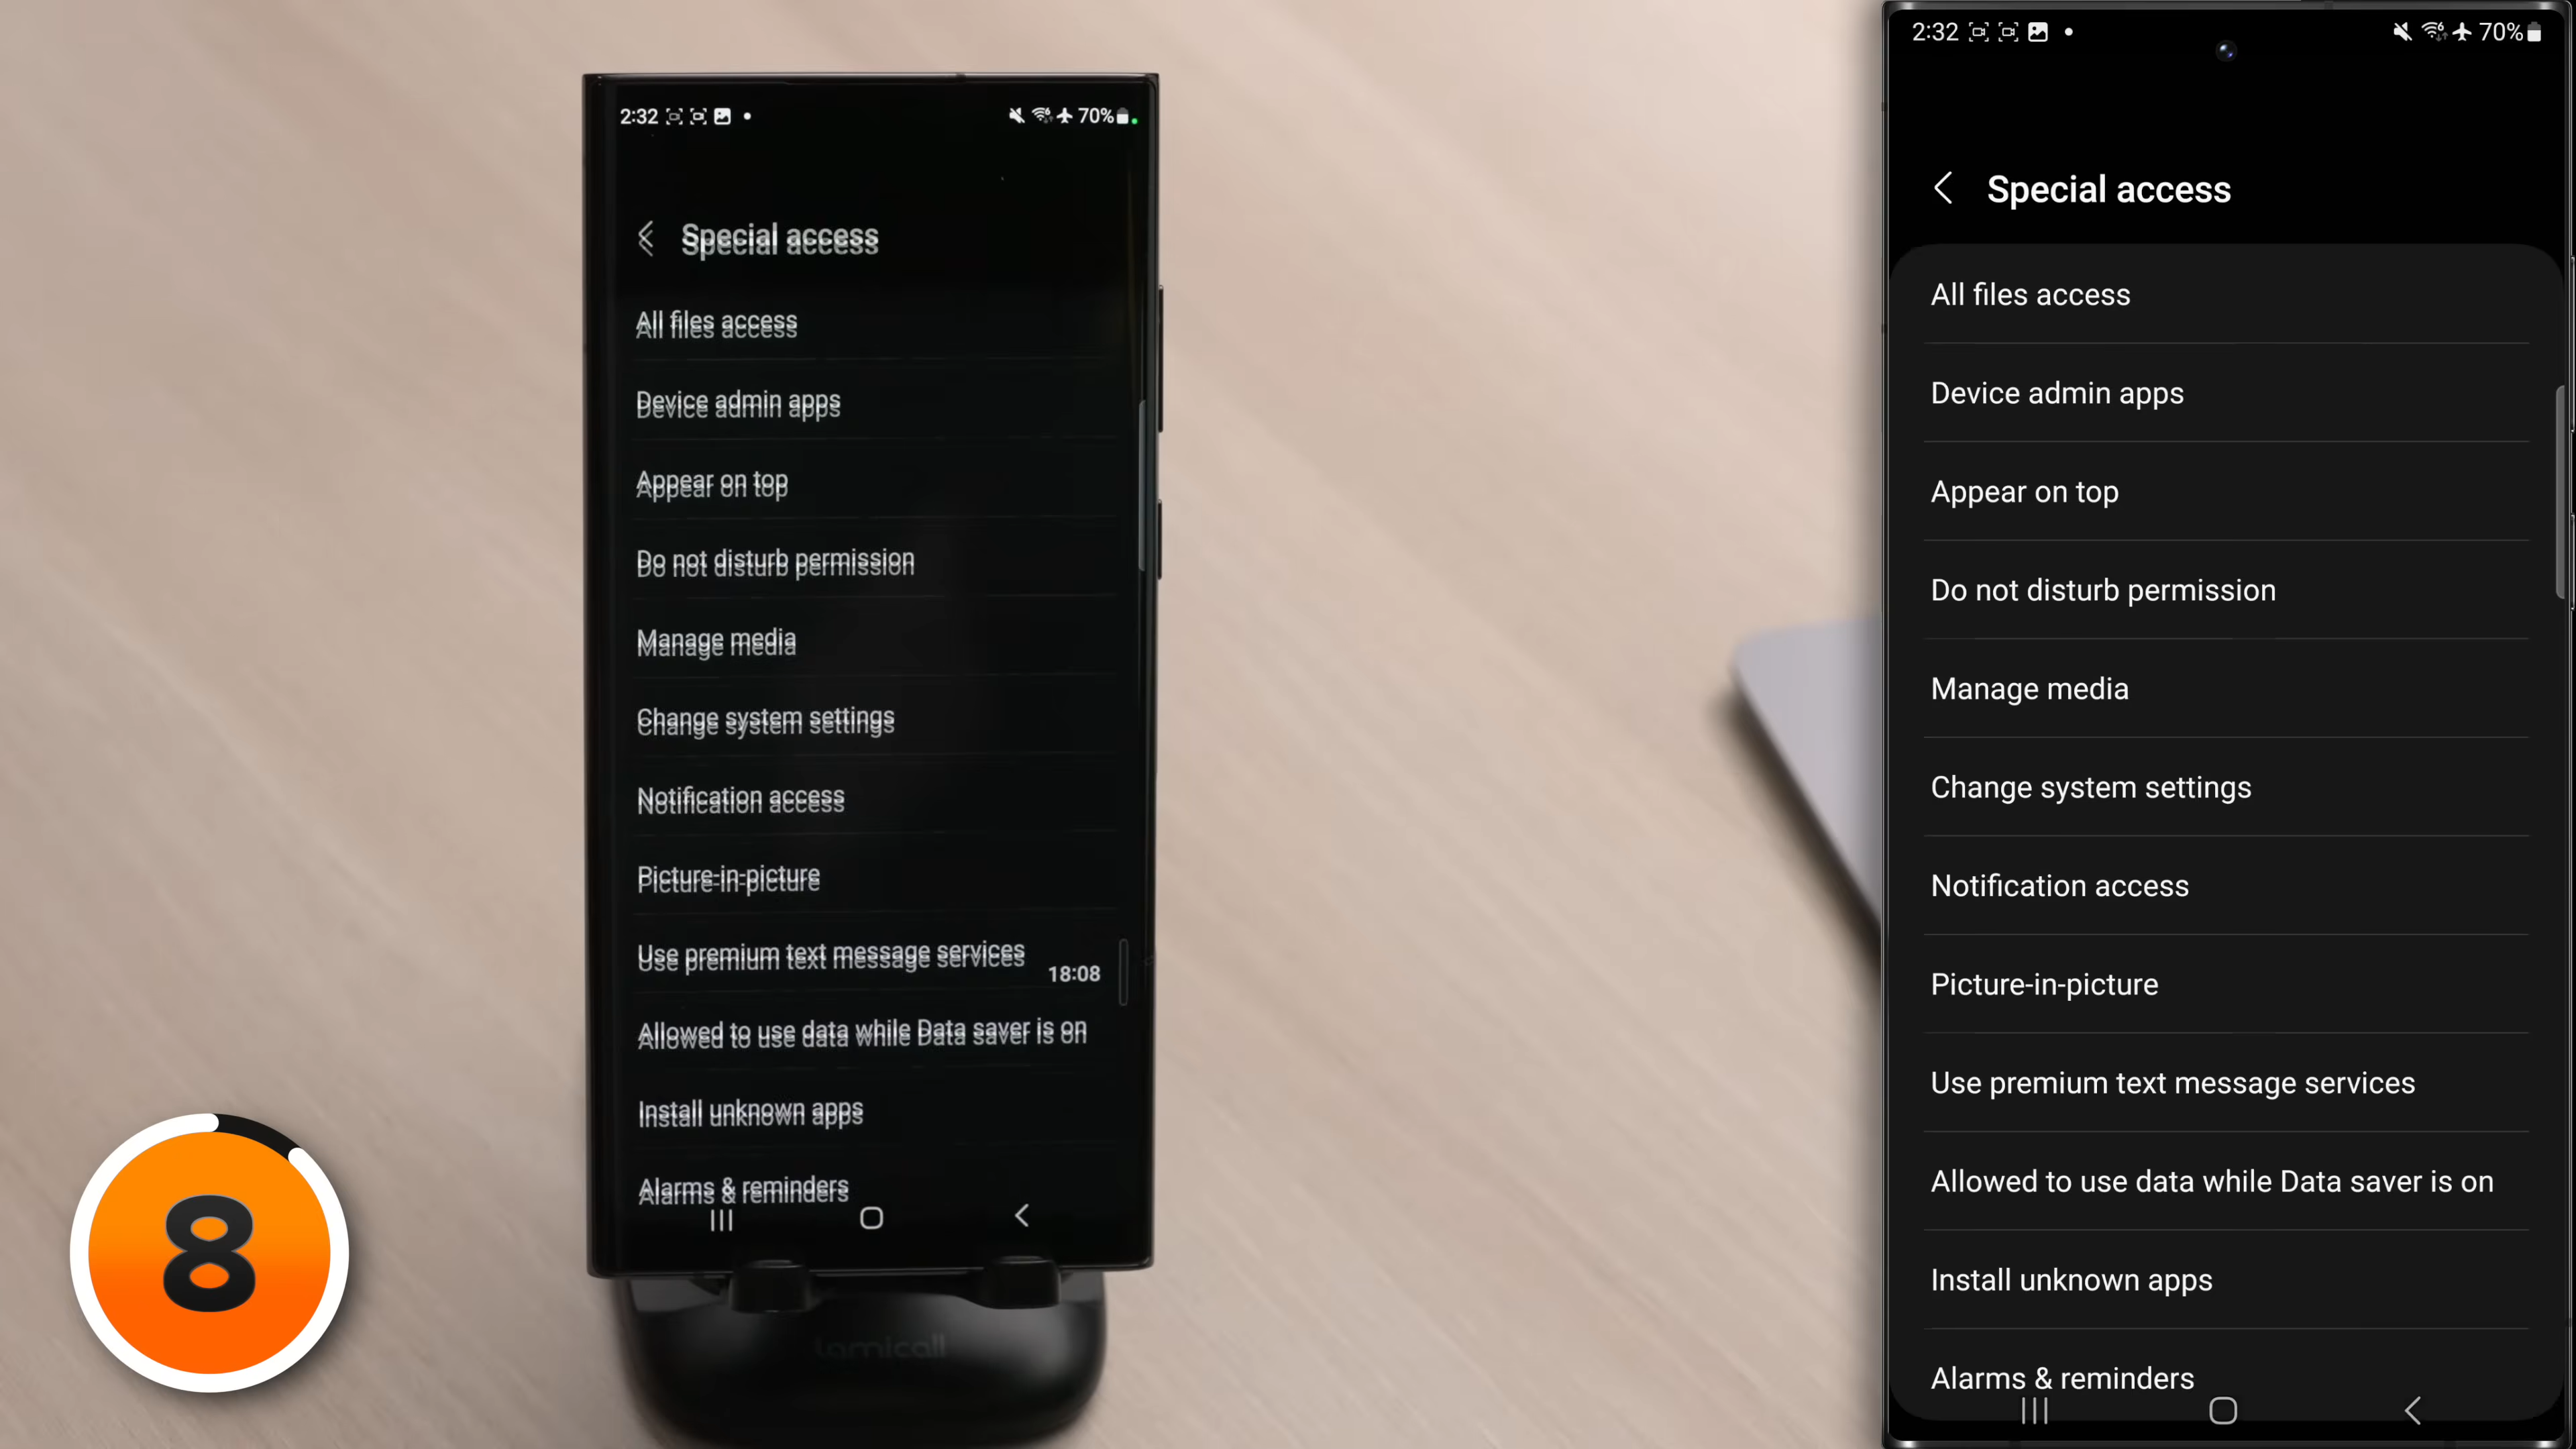 2:32
70%
Special access
All files access
Device admin apps
Appear on top
Do not disturb permission
Manage media
Change system settings
Notification access
Picture-in-picture
Use premium text message services
18:08
Allowed to use data while Data saver is on
Install unknown apps
Alarms & reminders
lamicall
8
2:32
70%
Special access
All files access
Device admin apps
Appear on top
Do not disturb permission
Manage media
Change system settings
Notification access
Picture-in-picture
Use premium text message services
Allowed to use data while Data saver is on
Install unknown apps
Alarms & reminders